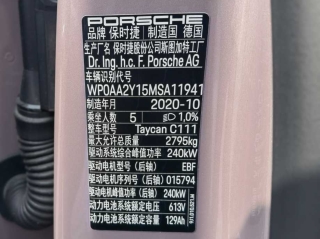 PORSCHE
品牌 保时捷 制造国 德国
生产厂名 保时捷股份公司斯图加特工厂
Dr. Ing. h.c. F. Porsche AG
车辆识别代号
WP0AA2Y15MSA11941
制造年月 2020-10
乘坐人数 5 1,0%
整车型号 Taycan C111
最大允许总质量 2795kg
驱动系统综合峰值功率 240kW
驱动电机型号（后轴） EBF
驱动电机序列号（后轴） 015794
驱动电机峰值功率（后轴） 240kW
动力电池系统额定电压 613V
动力电池系统额定容量 129Ah